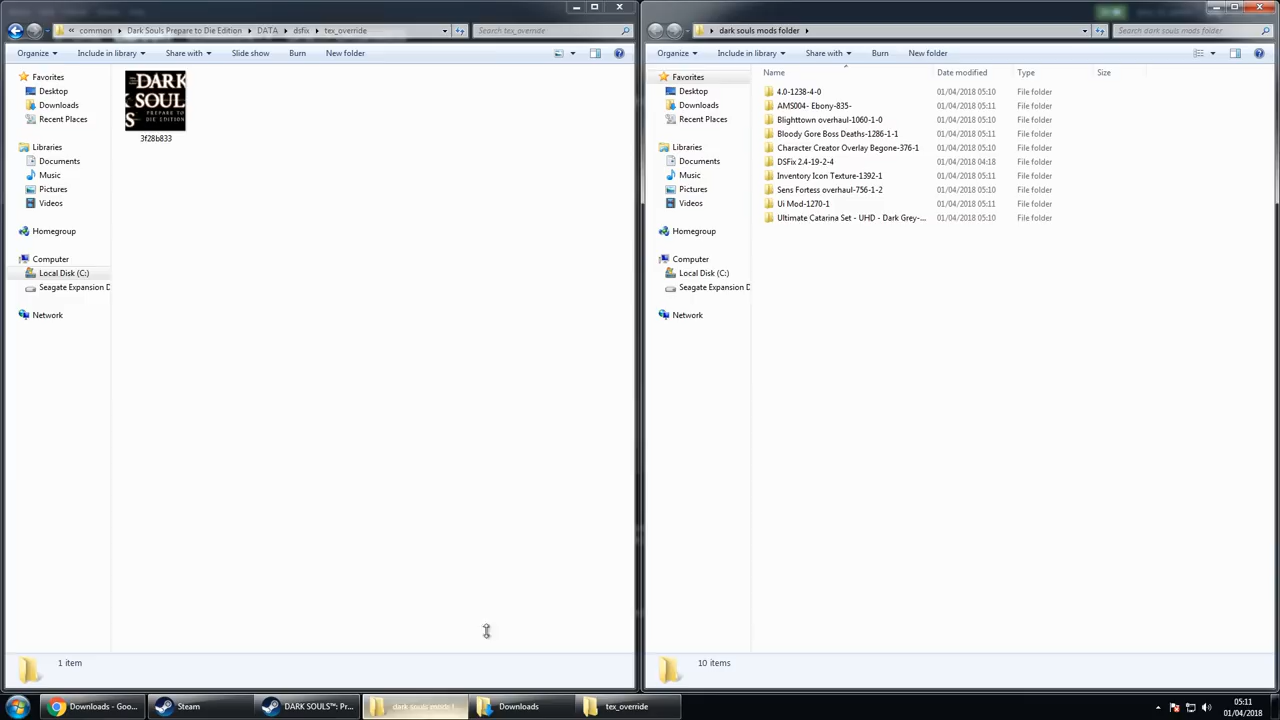 common Dark Souls Prepare to Die Edition DATA dsfix tex_override
Search tex_override
Organize Include in library Share with Slide show Burn New folder
Favorites
Desktop
Downloads
Recent Places
Libraries
Documents
Music
Pictures
Videos
Homegroup
Computer
Local Disk (C:)
Seagate Expansion D
Network
DARK
SOUL
PREPARE TO
DIE EDITION
3f28b833
1 item
dark souls mods folder
Search dark souls mods folder
Organize Include in library Share with Burn New folder
Favorites
Desktop
Downloads
Recent Places
Libraries
Documents
Music
Pictures
Videos
Homegroup
Computer
Local Disk (C:)
Seagate Expansion D
Network
Name Date modified Type Size
4.0-1238-4-0 01/04/2018 05:10 File folder
AMS004- Ebony-835- 01/04/2018 05:11 File folder
Blighttown overhaul-1060-1-0 01/04/2018 05:10 File folder
Bloody Gore Boss Deaths-1286-1-1 01/04/2018 05:11 File folder
Character Creator Overlay Begone-376-1 01/04/2018 05:10 File folder
DSFix 2.4-19-2-4 01/04/2018 04:18 File folder
Inventory Icon Texture-1392-1 01/04/2018 05:11 File folder
Sens Fortess overhaul-756-1-2 01/04/2018 05:10 File folder
Ui Mod-1270-1 01/04/2018 05:11 File folder
Ultimate Catarina Set - UHD - Dark Grey-... 01/04/2018 05:10 File folder
10 items
Downloads - Goo... Steam DARK SOULS™: Pr... dark souls mods f... Downloads tex_override
05:11
01/04/2018